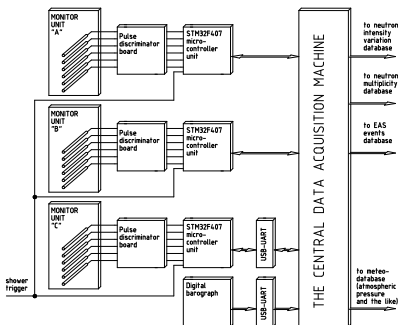 MONITOR
UNIT
"A"
Pulse
discriminator
board
STM32F407
micro-
controller
unit
MONITOR
UNIT
"B"
Pulse
discriminator
board
STM32F407
micro-
controller
unit
MONITOR
UNIT
"C"
Pulse
discriminator
board
STM32F407
micro-
controller
unit
USB-UART
shower
trigger
Digital
barograph
USB-UART
THE CENTRAL DATA ACQUISITION MACHINE
to neutron
intensity
variation
database
to neutron
multiplicity
database
to EAS
events
database
to meteo-
database
(atmospheric
pressure
and the like)